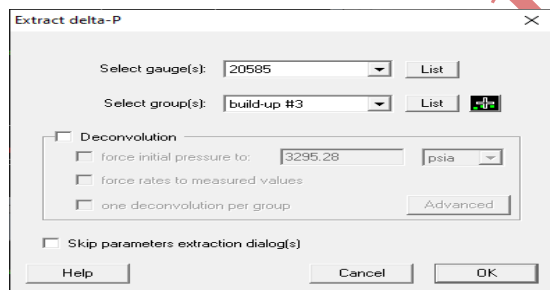 Extract delta-P
Select gauge(s): 20585 List
Select group(s): build-up #3 List
Deconvolution
force initial pressure to: 3295.28 psia
force rates to measured values
one deconvolution per group Advanced
Skip parameters extraction dialog(s)
Help Cancel OK